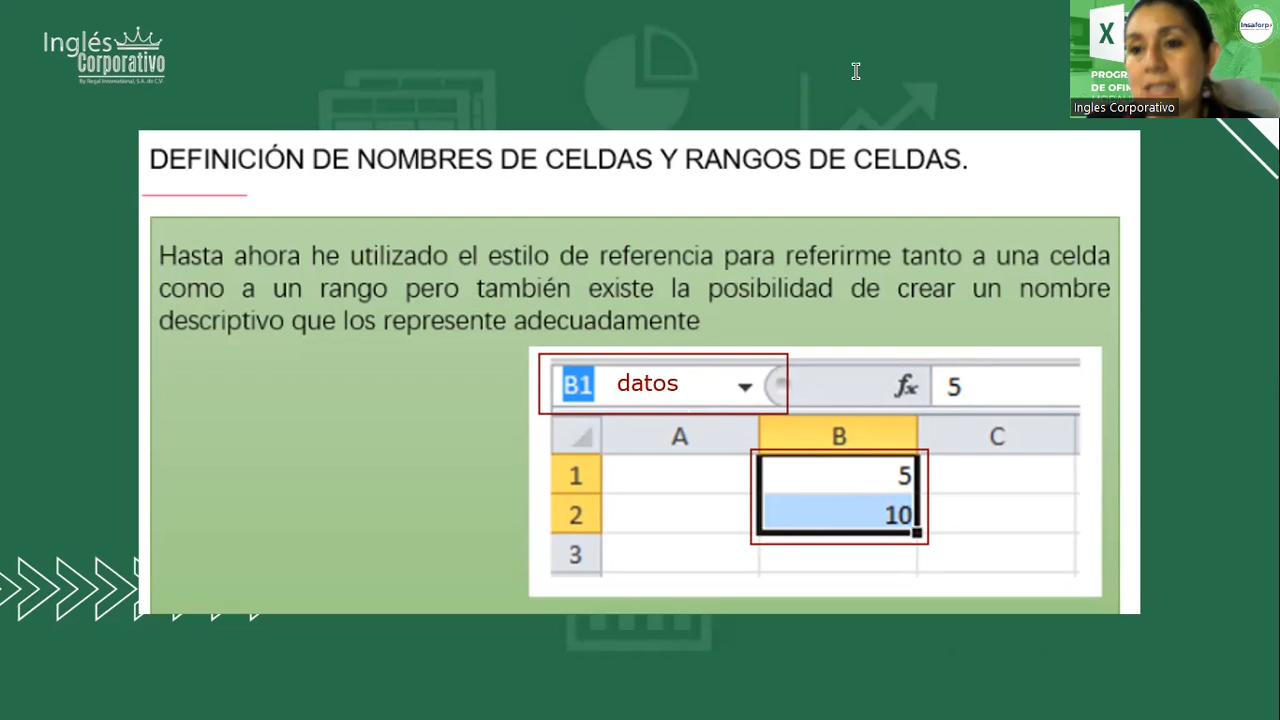 Inglés
Corporativo
By Regal International, S.A. de C.V.
X
Insaforp
PROGR
DE OFI
Ingles Corporativo
DEFINICIÓN DE NOMBRES DE CELDAS Y RANGOS DE CELDAS.
Hasta ahora he utilizado el estilo de referencia para referirme tanto a una celda
como a un rango pero también existe la posibilidad de crear un nombre
descriptivo que los represente adecuadamente
B1 datos fx 5
A B C
1 5
2 10
3